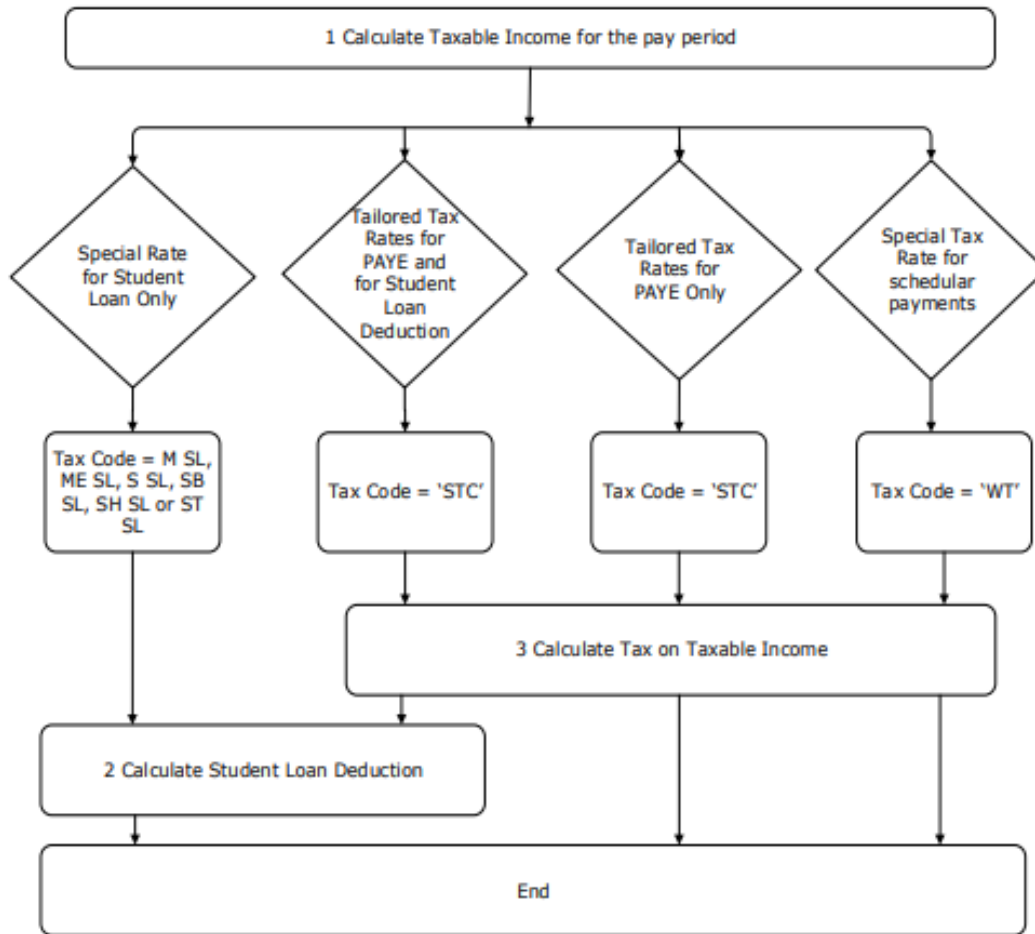 1 Calculate Taxable Income for the pay period
Special Rate
for Student
Loan Only
Tailored Tax
Rates for
PAYE and
for Student
Loan
Deduction
Tailored Tax
Rates for
PAYE Only
Special Tax
Rate for
schedular
payments
Tax Code = M SL,
ME SL, S SL, SB
SL, SH SL or ST
SL
Tax Code = ‘STC’
Tax Code = ‘STC’
Tax Code = ‘WT’
3 Calculate Tax on Taxable Income
2 Calculate Student Loan Deduction
End